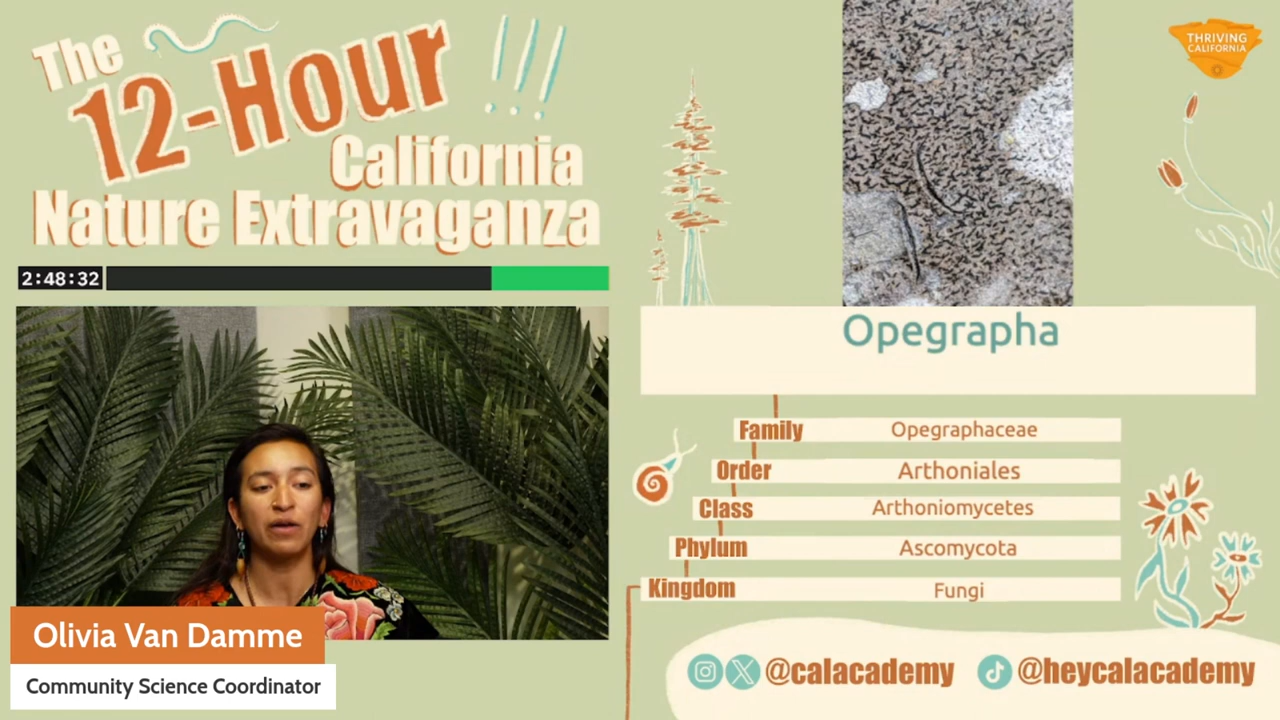 The
12-Hour
!!!
California
Nature Extravaganza
2:48:32
Olivia Van Damme
Community Science Coordinator
THRIVING
CALIFORNIA
Opegrapha
Family Opegraphaceae
Order Arthoniales
Class Arthoniomycetes
Phylum Ascomycota
Kingdom Fungi
@calacademy @heycalacademy